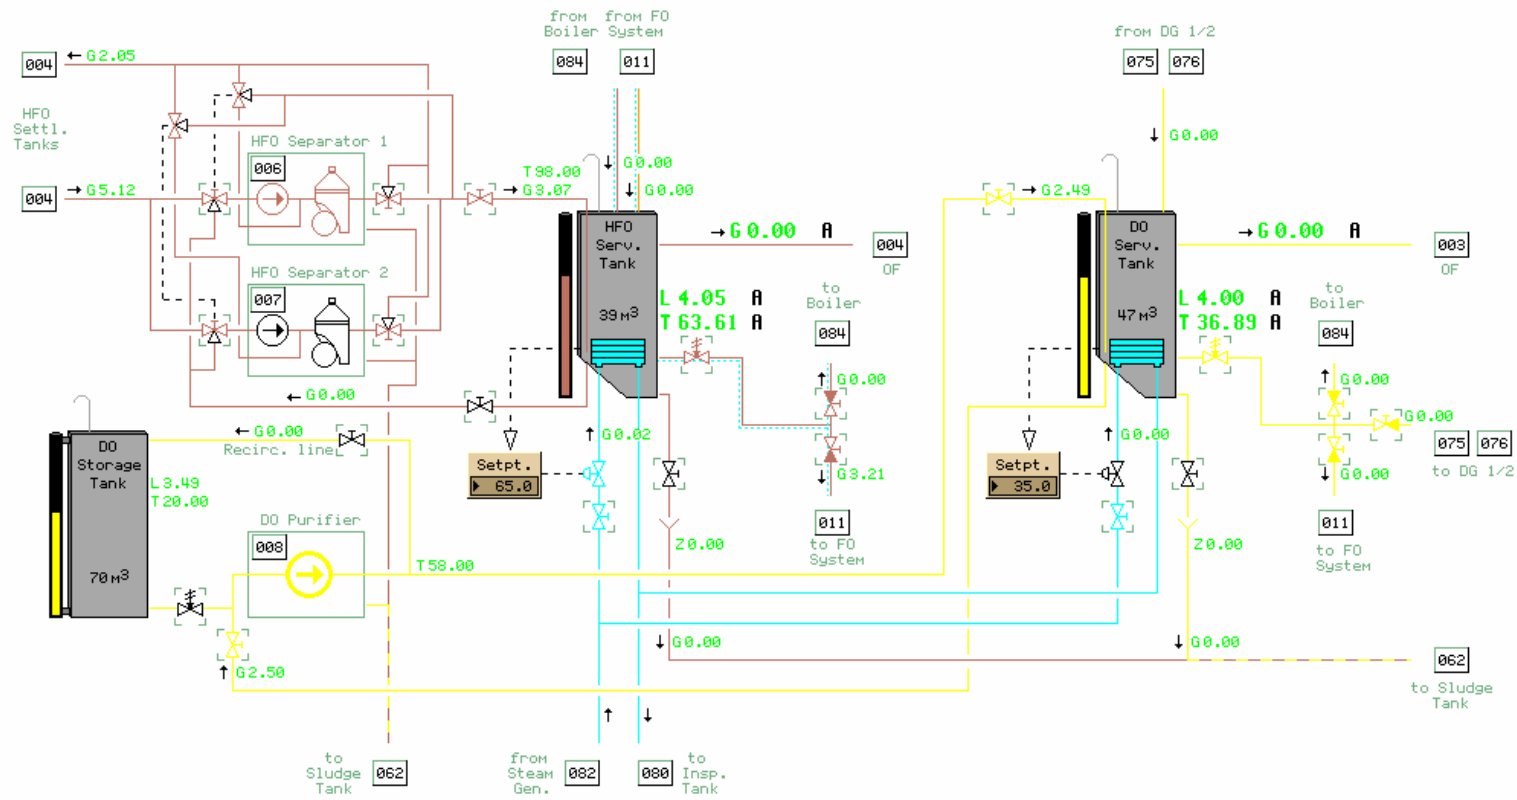 from from FO
Boiler System
084 011
from DG 1/2
075 076
004
G2.05
HFO
Settl.
Tanks
HFO Separator 1
006
004
G5.12
T98.00
G3.07
G0.00
G0.00
G0.00
G2.49
HFO
Serv.
Tank
39 м3
G0.00 A
004
OF
L 4.05 A
T 63.61 A
to
Boiler
084
DO
Serv.
Tank
47 м3
G0.00 A
003
OF
L 4.00 A
T 36.89 A
to
Boiler
084
HFO Separator 2
007
G0.00
G0.00
G0.00
G0.00
Recirc. line
G0.02
G0.00
G0.00
075 076
to DG 1/2
DO
Storage
Tank
70 м3
L3.49
T20.00
Setpt.
65.0
G3.21
Setpt.
35.0
G0.00
DO Purifier
008
T58.00
011
to FO
System
Z0.00
011
to FO
System
Z0.00
G2.50
G0.00
G0.00
062
to Sludge
Tank
to
Sludge
Tank
062
from
Steam
Gen.
082
080
to
Insp.
Tank